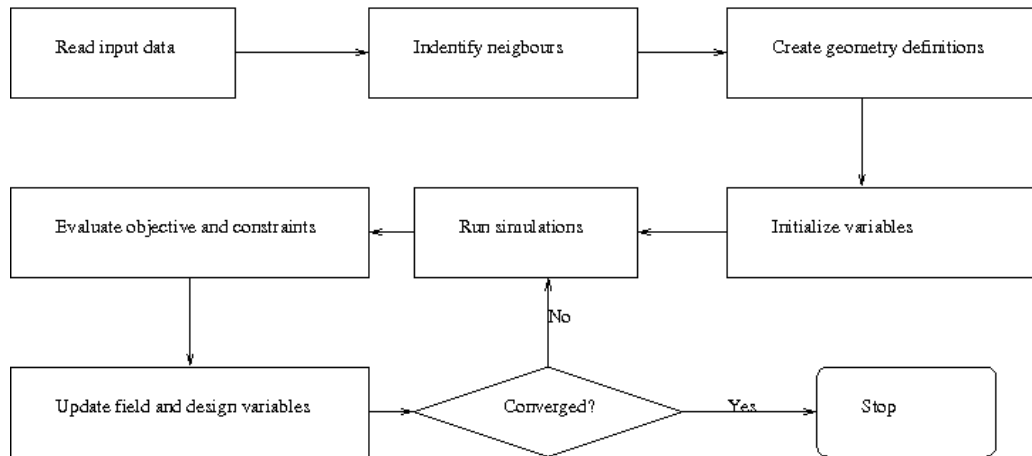 Read input data
Indentify neigbours
Create geometry definitions
Evaluate objective and constraints
Run simulations
Initialize variables
No
Update field and design variables
Converged?
Yes
Stop